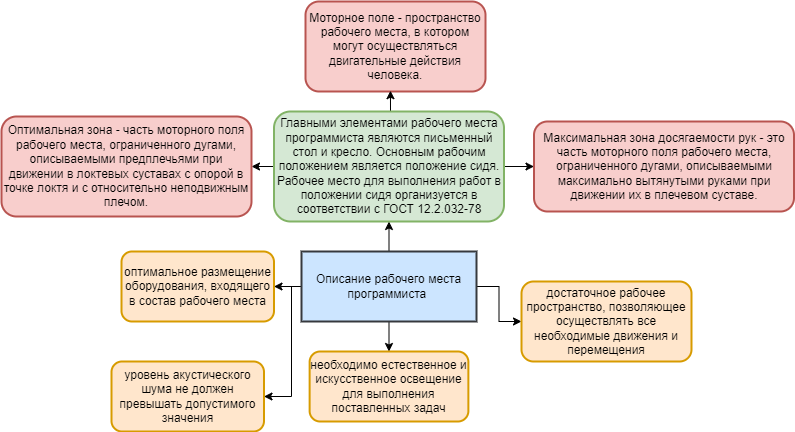 Моторное поле - пространство
рабочего места, в котором
могут осуществляться
двигательные действия
человека.
Оптимальная зона - часть моторного поля
рабочего места, ограниченного дугами,
описываемыми предплечьями при
движении в локтевых суставах с опорой в
точке локтя и с относительно неподвижным
плечом.
Главными элементами рабочего места
программиста являются письменный
стол и кресло. Основным рабочим
положением является положение сидя.
Рабочее место для выполнения работ в
положении сидя организуется в
соответствии с ГОСТ 12.2.032-78
Максимальная зона досягаемости рук - это
часть моторного поля рабочего места,
ограниченного дугами, описываемыми
максимально вытянутыми руками при
движении их в плечевом суставе.
оптимальное размещение
оборудования, входящего
в состав рабочего места
Описание рабочего места
программиста
достаточное рабочее
пространство, позволяющее
осуществлять все
необходимые движения и
перемещения
уровень акустического
шума не должен
превышать допустимого
значения
необходимо естественное и
искусственное освещение
для выполнения
поставленных задач